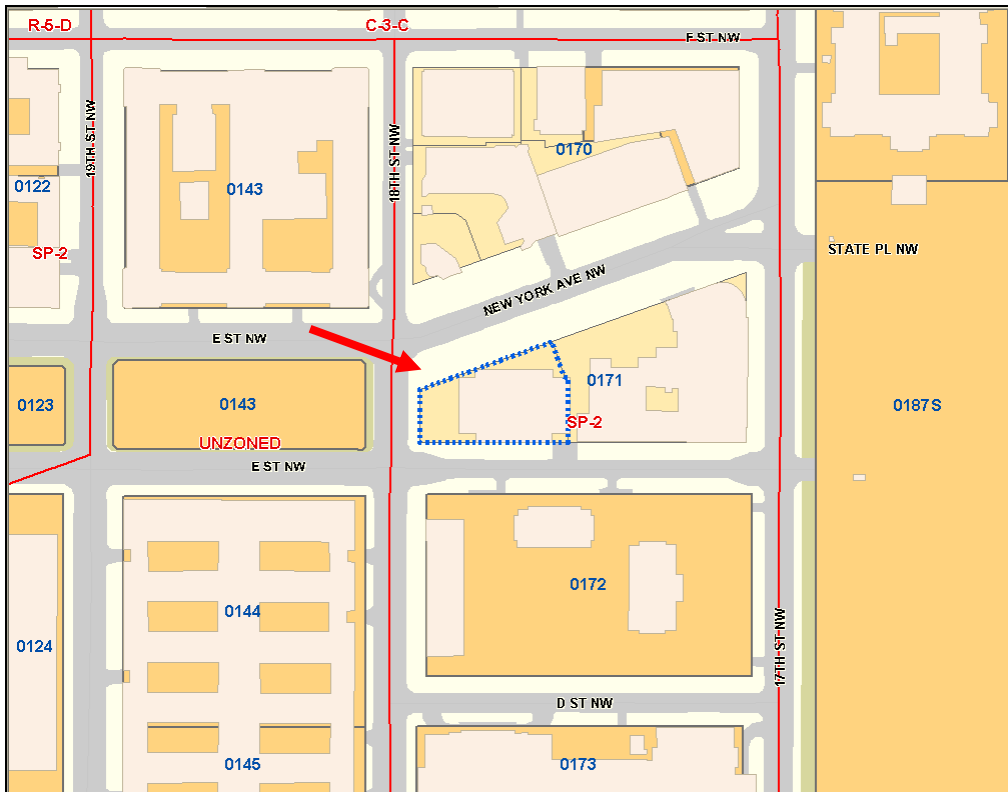 R-5-D
C-3-C
F ST NW
19TH ST NW
18TH ST NW
0170
0122
0143
SP-2
STATE PL NW
NEW YORK AVE NW
E ST NW
0171
0123
0143
0187S
SP-2
UNZONED
E ST NW
0172
0144
0124
17TH ST NW
D ST NW
0145
0173